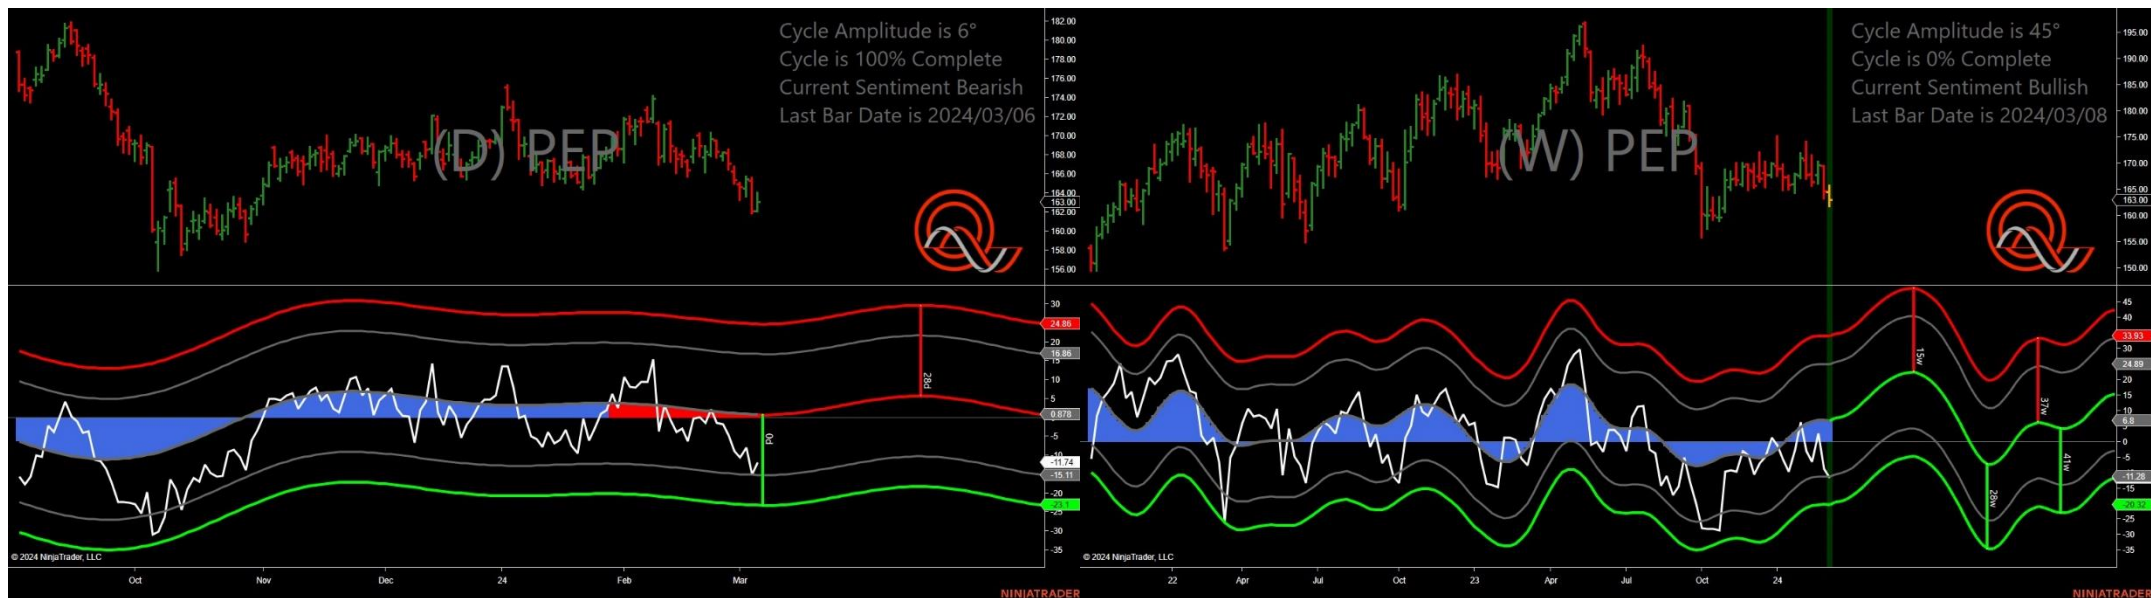 Cycle Amplitude is 6°
Cycle is 100% Complete
Current Sentiment Bearish
Last Bar Date is 2024/03/06
(D) PEP
182.00
180.00
178.00
176.00
174.00
172.00
170.00
168.00
166.00
164.00
163.00
162.00
160.00
158.00
156.00
30
24.86
20
16.86
15
10
5
0.878
-5
-10
-11.74
-15.11
-20
-23.1
-25
-30
-35
28d
P0
© 2024 NinjaTrader, LLC
Oct
Nov
Dec
24
Feb
Mar
NINJATRADER
Cycle Amplitude is 45°
Cycle is 0% Complete
Current Sentiment Bullish
Last Bar Date is 2024/03/08
(W) PEP
195.00
190.00
185.00
180.00
175.00
170.00
165.00
163.00
160.00
155.00
150.00
45
40
33.93
30
24.89
20
15
10
6.8
5
0
-5
-11.28
-15
-20.32
-25
-30
-35
15w
28w
37w
41w
© 2024 NinjaTrader, LLC
22
Apr
Jul
Oct
23
Apr
Jul
Oct
24
NINJATRADER